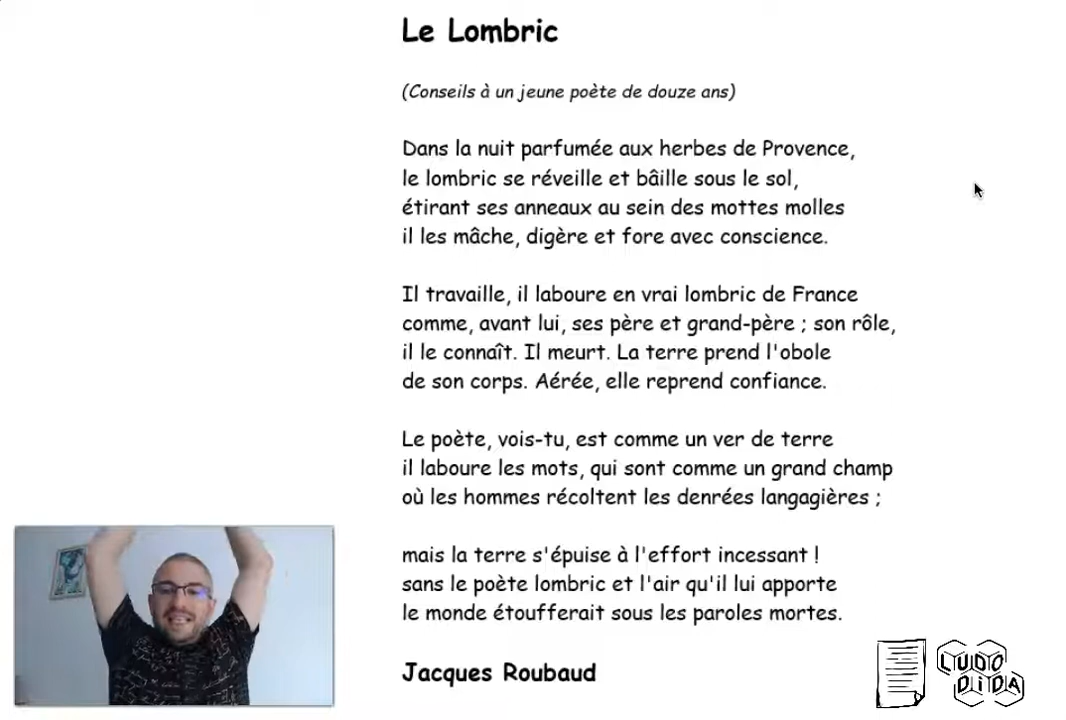 Le Lombric
(Conseils à un jeune poète de douze ans)
Dans la nuit parfumée aux herbes de Provence,
le lombric se réveille et bâille sous le sol,
étirant ses anneaux au sein des mottes molles
il les mâche, digère et fore avec conscience.
Il travaille, il laboure en vrai lombric de France
comme, avant lui, ses père et grand-père ; son rôle,
il le connaît. Il meurt. La terre prend l'obole
de son corps. Aérée, elle reprend confiance.
Le poète, vois-tu, est comme un ver de terre
il laboure les mots, qui sont comme un grand champ
où les hommes récoltent les denrées langagières ;
mais la terre s'épuise à l'effort incessant !
sans le poète lombric et l'air qu'il lui apporte
le monde étoufferait sous les paroles mortes.
Jacques Roubaud
LUDO
DiDA